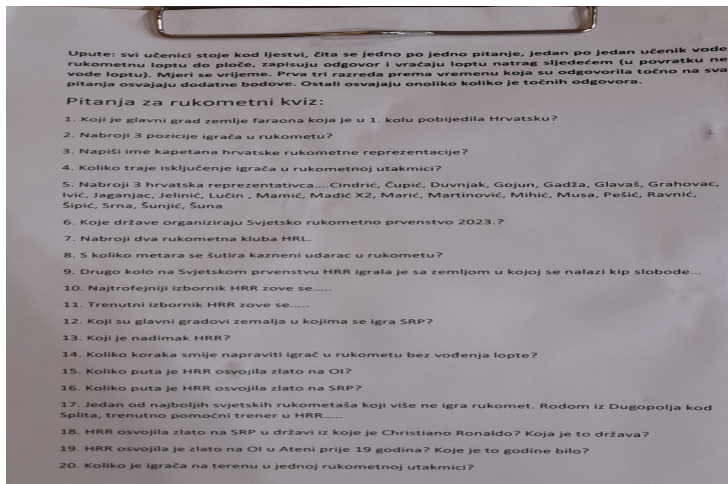 Upute: svi učenici stoje kod ljestvi, čita se jedno po jedno pitanje, jedan po jedan učenik vode
rukometnu loptu do ploče, zapisuju odgovor i vraćaju loptu natrag sljedećem (u povratku ne
vode loptu). Mjeri se vrijeme. Prva tri razreda prema vremenu koja su odgovorila točno na sva
pitanja osvajaju dodatne bodove. Ostali osvajaju onoliko koliko je točnih odgovora.
Pitanja za rukometni kviz:
1. Koji je glavni grad zemlje faraona koja je u 1. kolu pobijedila Hrvatsku?
2. Nabroji 3 pozicije igrača u rukometu?
3. Napiši ime kapetana hrvatske rukometne reprezentacije?
4. Koliko traje isključenje igrača u rukometnoj utakmici?
5. Nabroji 3 hrvatska reprezentativca....Cindrić, Čupić, Duvnjak, Gojun, Gadža, Glavaš, Grahovac,
Ivić, Jaganjac, Jelinić, Lučin , Mamić, Madić X2, Marić, Martinović, Mihić, Musa, Pešić, Ravnić,
Šipić, Srna, Šunjić, Šuna
6. Koje države organiziraju Svjetsko rukometno prvenstvo 2023.?
7. Nabroji dva rukometna kluba HRL.
8. S koliko metara se šutira kazneni udarac u rukometu?
9. Drugo kolo na Svjetskom prvenstvu HRR igrala je sa zemljom u kojoj se nalazi kip slobode...
10. Najtrofejniji izbornik HRR zove se.....
11. Trenutni izbornik HRR zove se.....
12. Koji su glavni gradovi zemalja u kojima se igra SRP?
13. Koji je nadimak HRR?
14. Koliko koraka smije napraviti igrač u rukometu bez vođenja lopte?
15. Koliko puta je HRR osvojila zlato na OI?
16. Koliko puta je HRR osvojila zlato na SRP?
17. Jedan od najboljih svjetskih rukometaša koji više ne igra rukomet. Rodom iz Dugopolja kod
Splita, trenutno pomoćni trener u HRR.....
18. HRR osvojila zlato na SRP u državi iz koje je Christiano Ronaldo? Koja je to država?
19. HRR osvojila je zlato na OI u Ateni prije 19 godina? Koje je to godine bilo?
20. Koliko je igrača na terenu u jednoj rukometnoj utakmici?